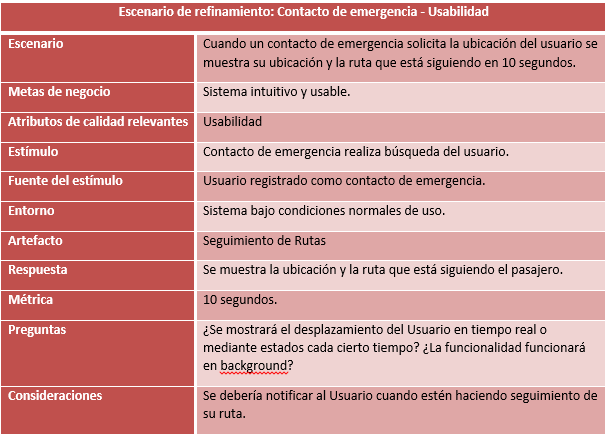 Escenario de refinamiento: Contacto de emergencia - Usabilidad
Escenario
Cuando un contacto de emergencia solicita la ubicación del usuario se
muestra su ubicación y la ruta que está siguiendo en 10 segundos.
Metas de negocio
Sistema intuitivo y usable.
Atributos de calidad relevantes
Usabilidad
Estímulo
Contacto de emergencia realiza búsqueda del usuario.
Fuente del estímulo
Usuario registrado como contacto de emergencia.
Entorno
Sistema bajo condiciones normales de uso.
Artefacto
Seguimiento de Rutas
Respuesta
Se muestra la ubicación y la ruta que está siguiendo el pasajero.
Métrica
10 segundos.
Preguntas
¿Se mostrará el desplazamiento del Usuario en tiempo real o
mediante estados cada cierto tiempo? ¿La funcionalidad funcionará
en background?
Consideraciones
Se debería notificar al Usuario cuando estén haciendo seguimiento de
su ruta.